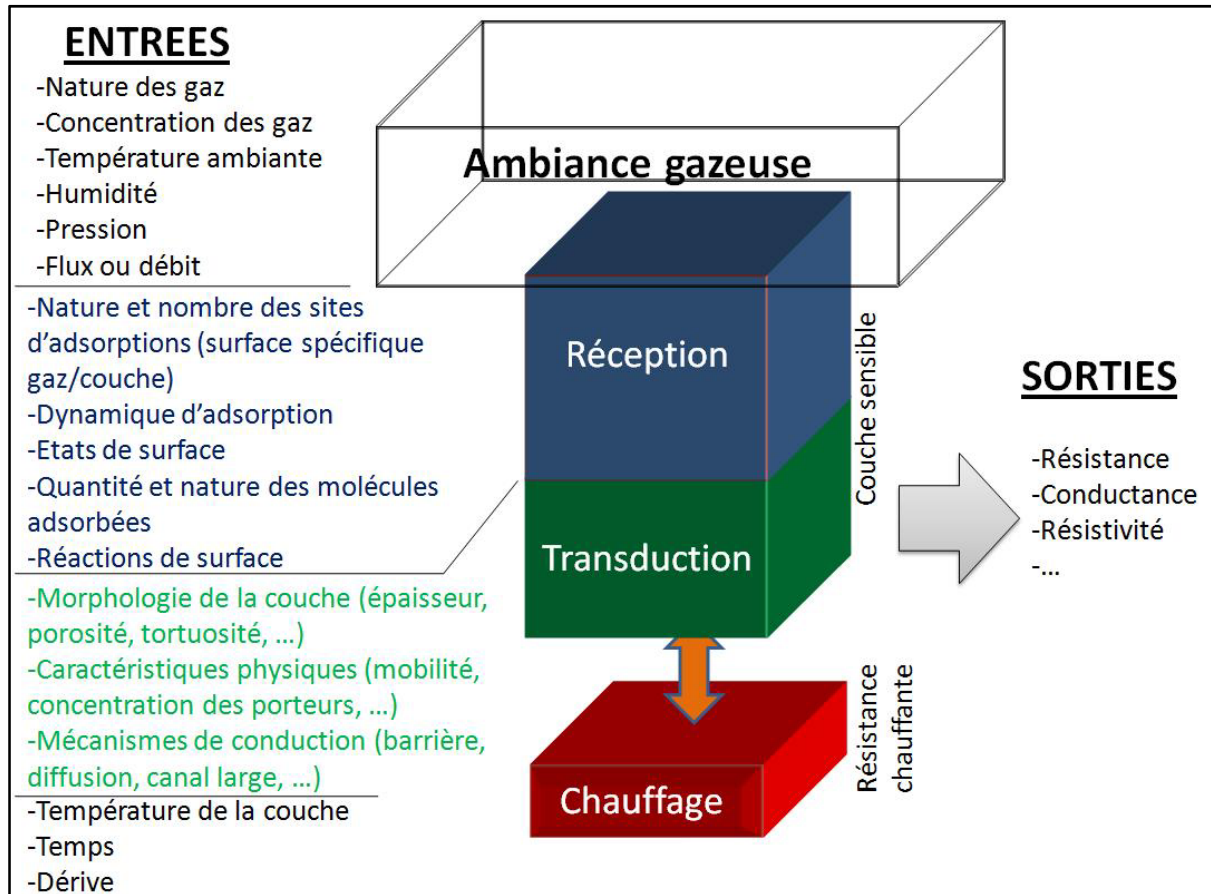 ENTREES
-Nature des gaz
-Concentration des gaz
-Température ambiante
-Humidité
-Pression
-Flux ou débit
-Nature et nombre des sites
d’adsorptions (surface spécifique
gaz/couche)
-Dynamique d’adsorption
-Etats de surface
-Quantité et nature des molécules
adsorbées
-Réactions de surface
-Morphologie de la couche (épaisseur,
porosité, tortuosité, …)
-Caractéristiques physiques (mobilité,
concentration des porteurs, …)
-Mécanismes de conduction (barrière,
diffusion, canal large, …)
-Température de la couche
-Temps
-Dérive
Ambiance gazeuse
Réception
Transduction
Couche sensible
Chauffage
Résistance
chauffante
SORTIES
-Résistance
-Conductance
-Résistivité
-…